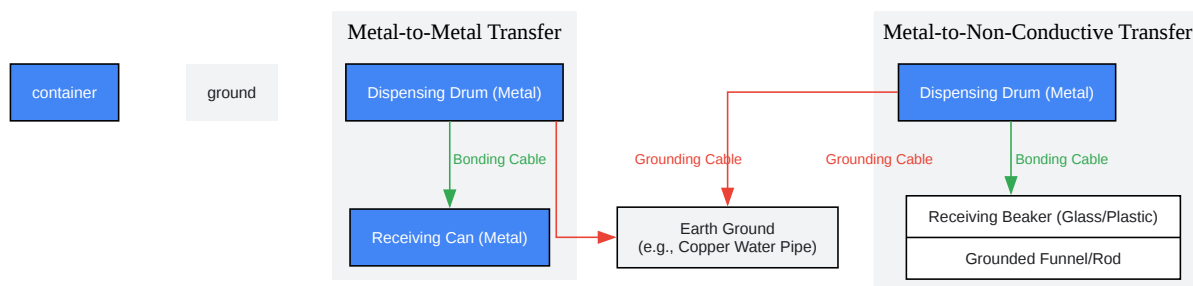 Metal-to-Metal Transfer
Metal-to-Non-Conductive Transfer
container
ground
Dispensing Drum (Metal)
Dispensing Drum (Metal)
Bonding Cable
Grounding Cable
Grounding Cable
Bonding Cable
Receiving Can (Metal)
Earth Ground
(e.g., Copper Water Pipe)
Receiving Beaker (Glass/Plastic)
Grounded Funnel/Rod